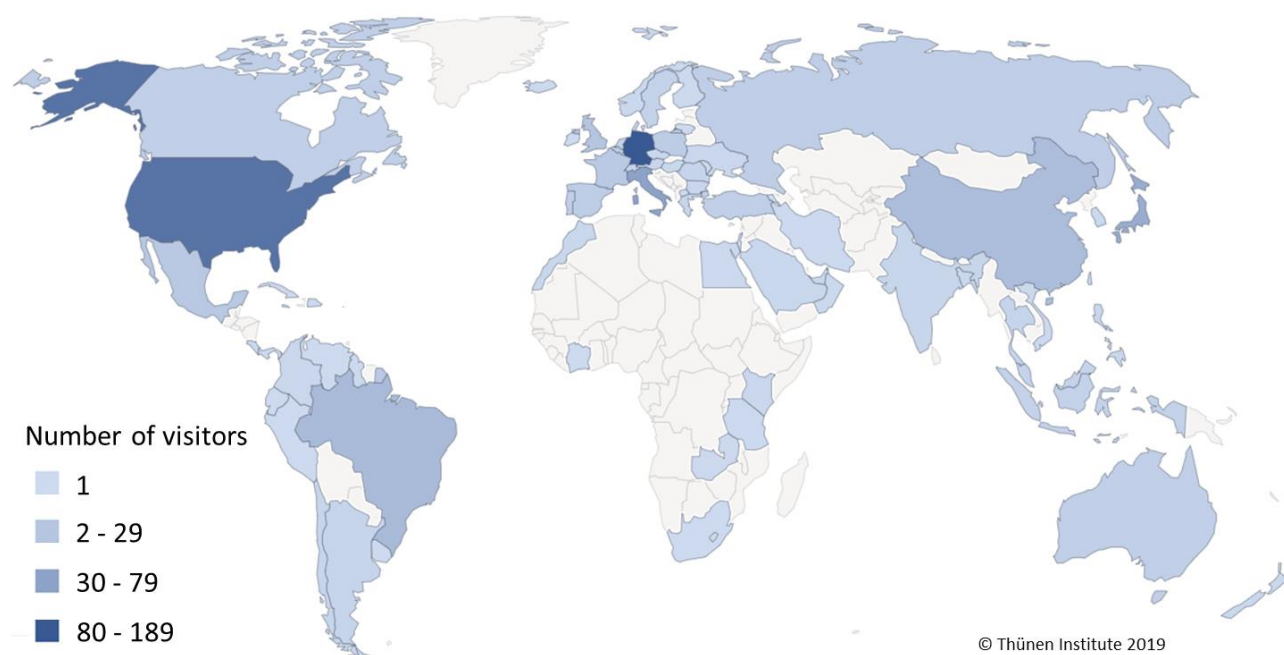 Number of visitors
1
2 - 29
30 - 79
80 - 189
© Thünen Institute 2019